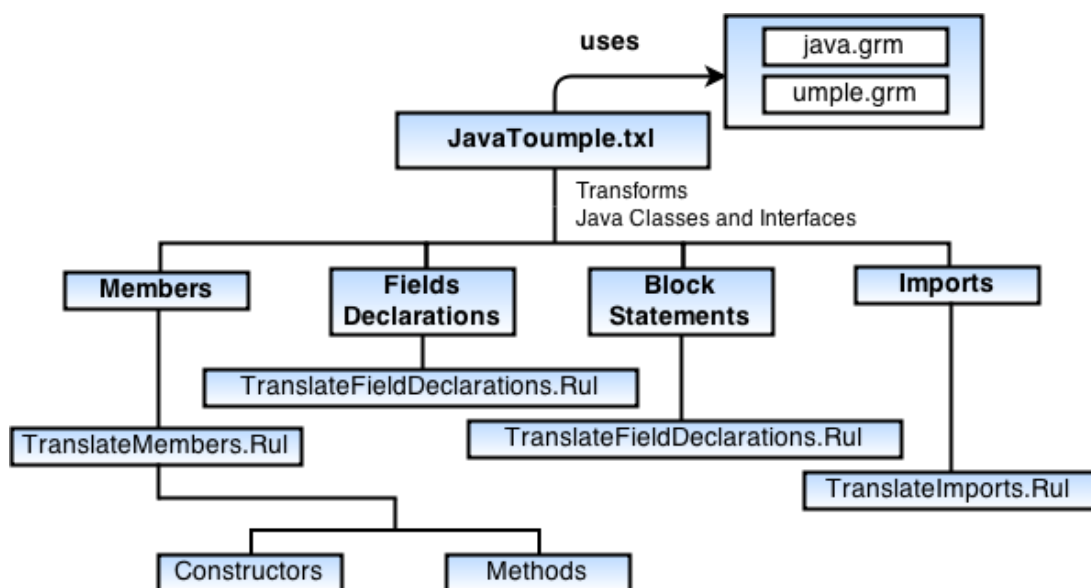 uses
java.grm
umple.grm
JavaToumple.txl
Transforms
Java Classes and Interfaces
Members
Fields
Declarations
Block
Statements
Imports
TranslateFieldDeclarations.Rul
TranslateMembers.Rul
TranslateFieldDeclarations.Rul
TranslateImports.Rul
Constructors
Methods